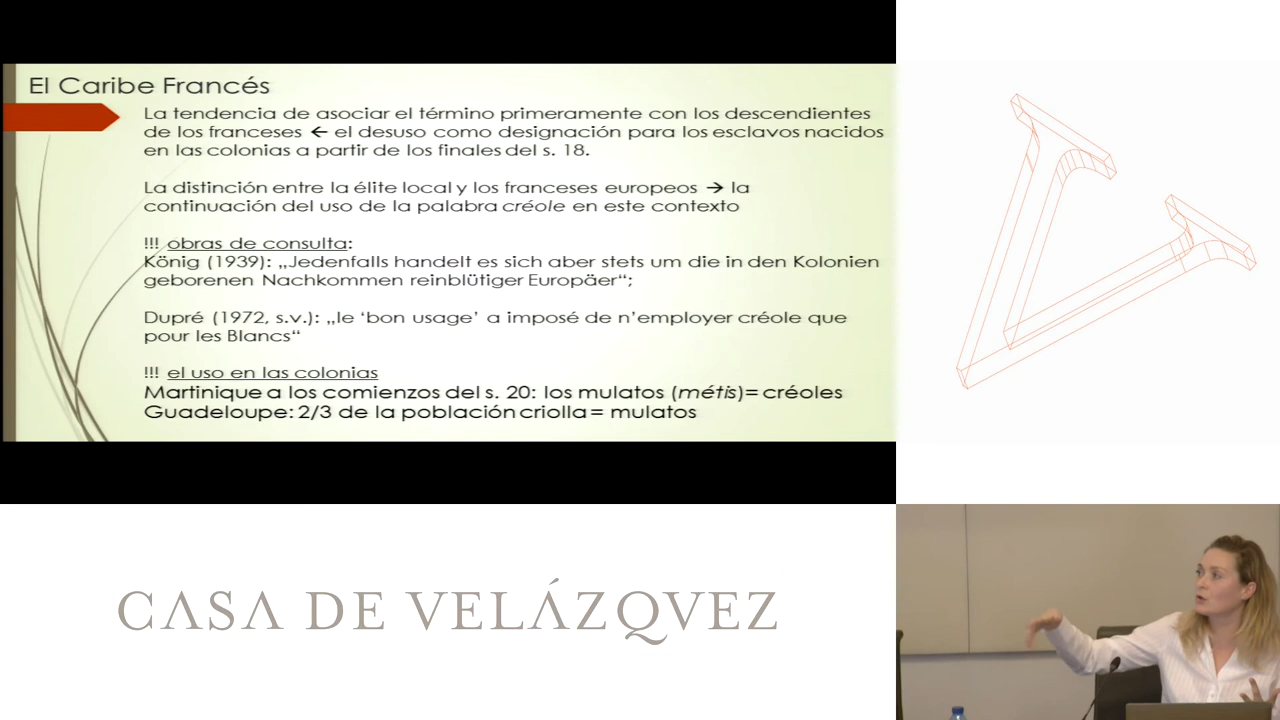 El Caribe Francés
La tendencia de asociar el término primeramente con los descendientes
de los franceses ← el desuso como designación para los esclavos nacidos
en las colonias a partir de los finales del s. 18.
La distinción entre la élite local y los franceses europeos → la
continuación del uso de la palabra créole en este contexto
!!! obras de consulta:
König (1939): „Jedenfalls handelt es sich aber stets um die in den Kolonien
geborenen Nachkommen reinblütiger Europäer“;
Dupré (1972, s.v.): „le ‘bon usage’ a imposé de n’employer créole que
pour les Blancs“
!!! el uso en las colonias
Martinique a los comienzos del s. 20: los mulatos (métis)= créoles
Guadeloupe: 2/3 de la población criolla= mulatos
CASA DE VELÁZQVEZ